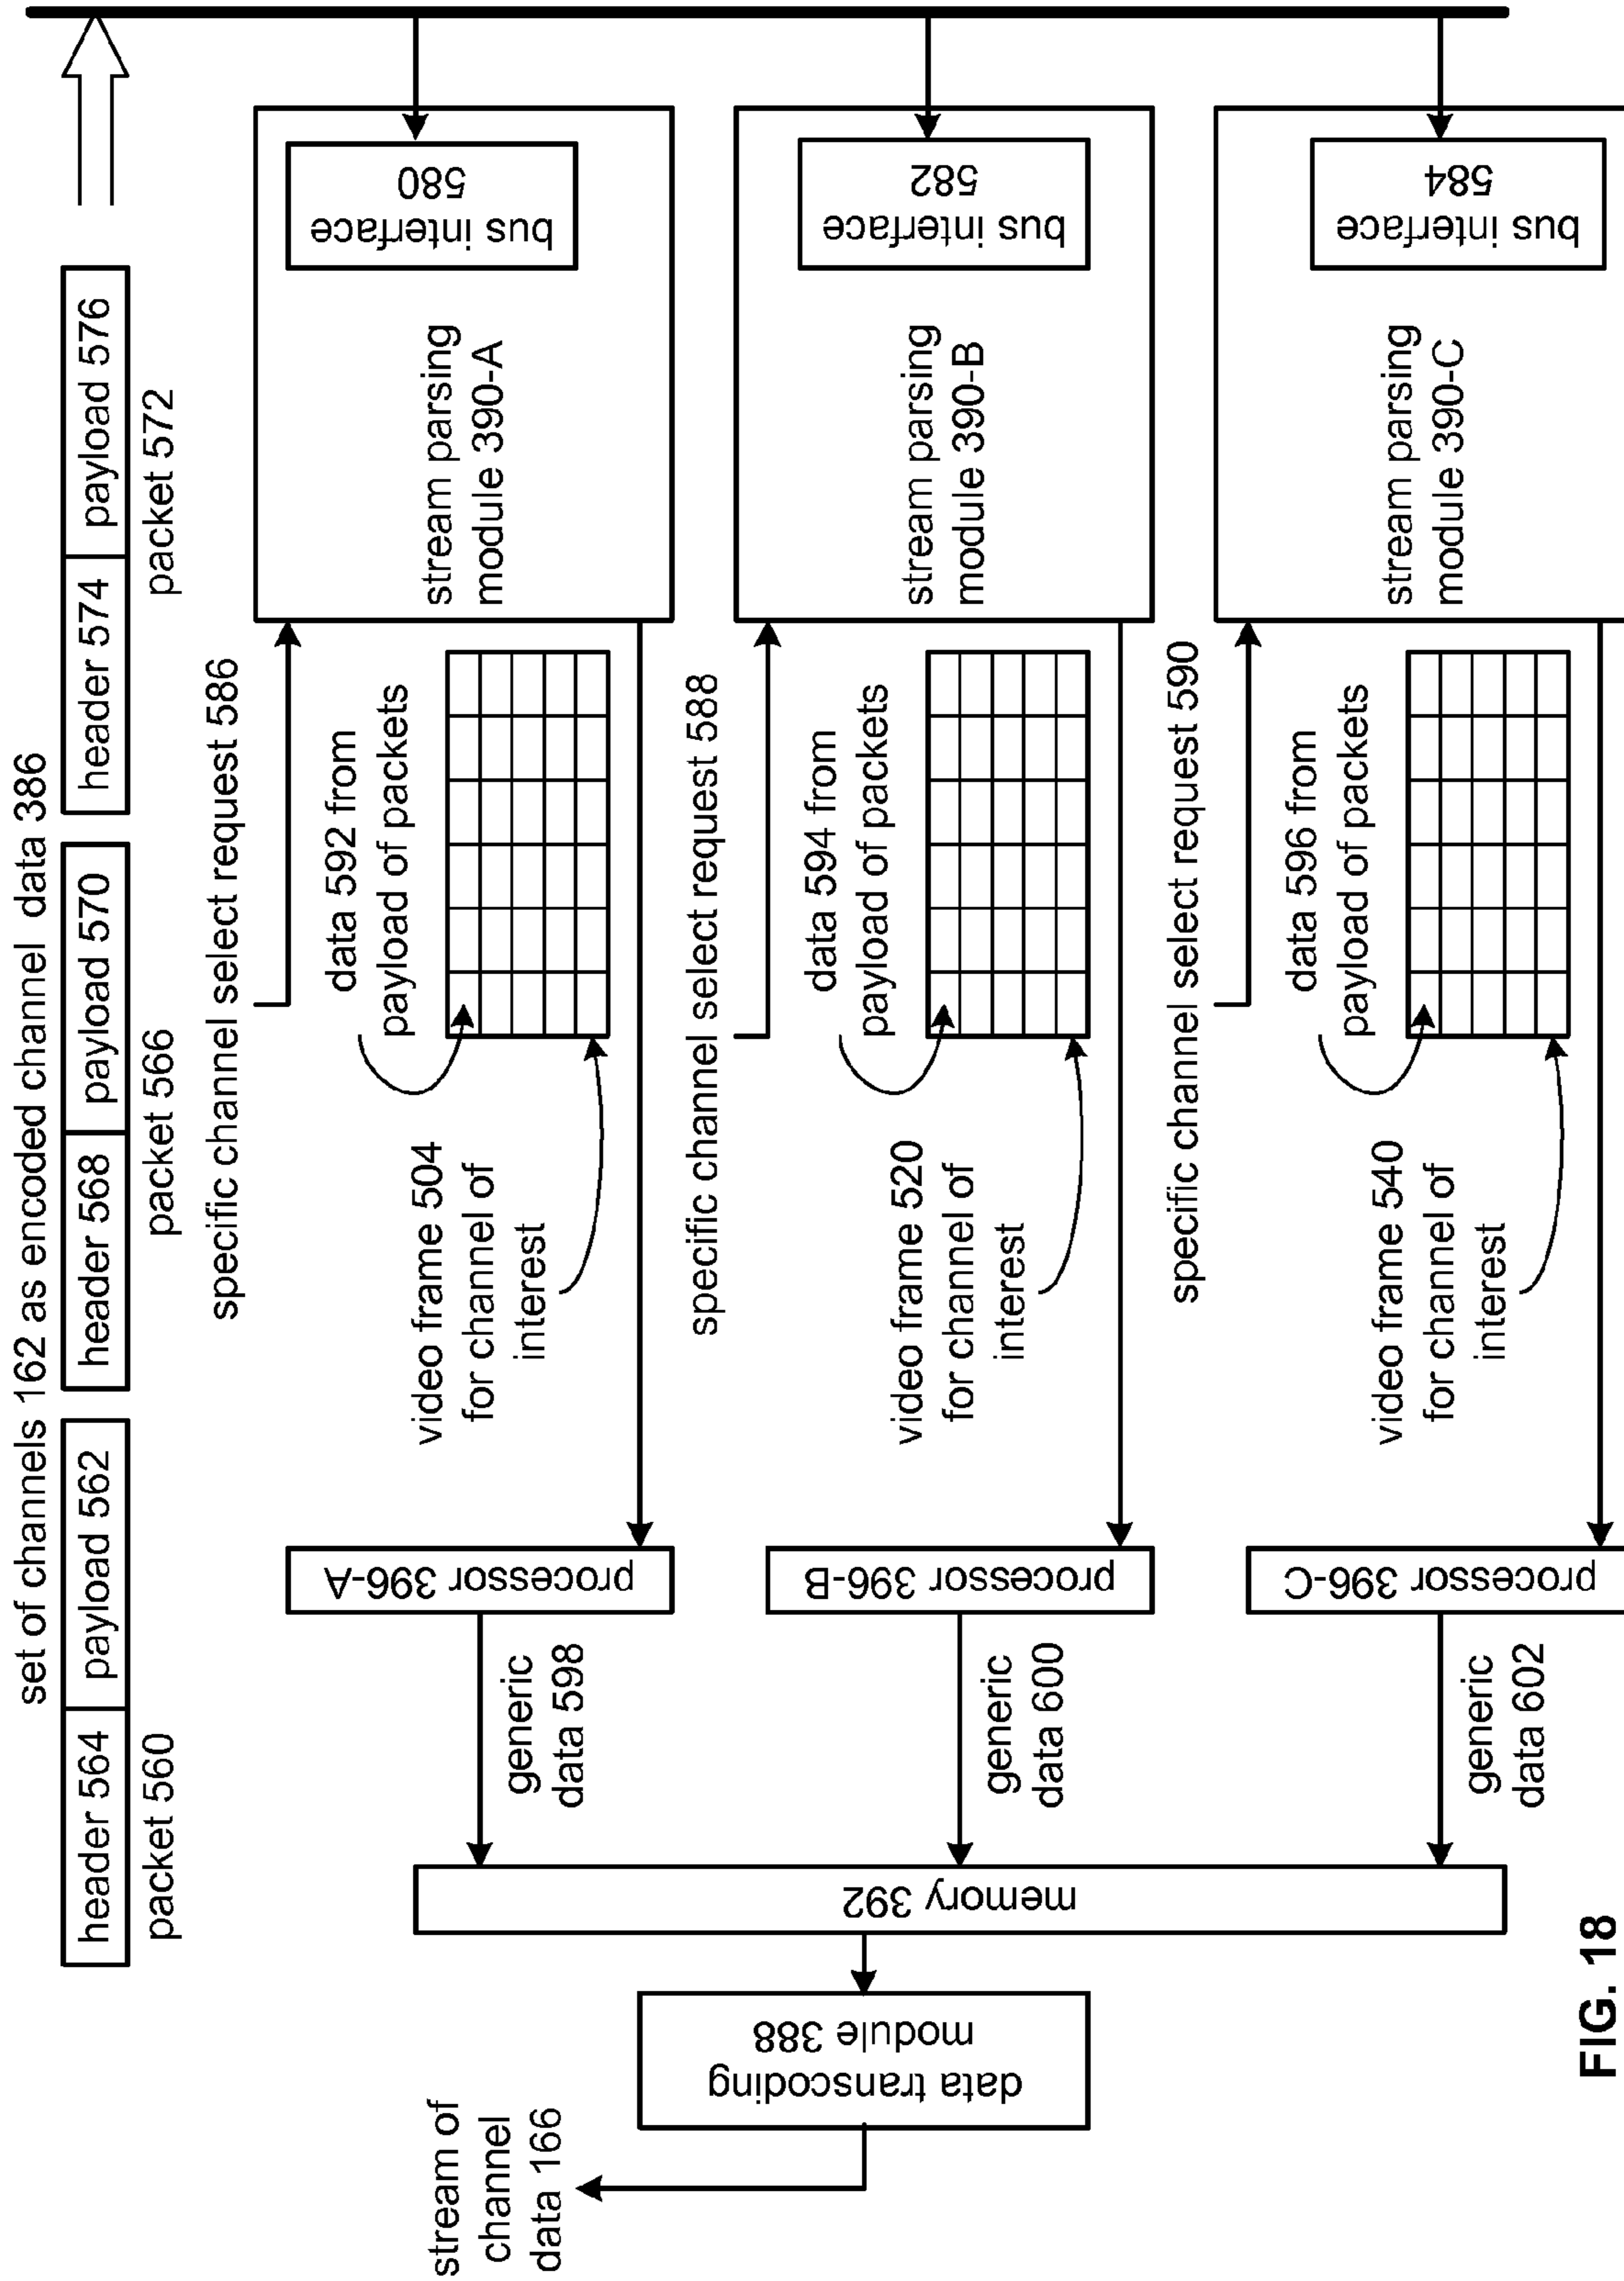 set of channels 162 as encoded channel data 386
header 564
payload 562
header 568
payload 570
header 574
payload 576
packet 560
packet 566
packet 572
specific channel select request 586
bus interface
580
stream parsing
module 390-A
data 592 from
payload of packets
video frame 504
for channel of
interest
processor 396-A
generic
data 598
specific channel select request 588
bus interface
582
stream parsing
module 390-B
data 594 from
payload of packets
video frame 520
for channel of
interest
processor 396-B
generic
data 600
specific channel select request 590
bus interface
584
stream parsing
module 390-C
data 596 from
payload of packets
video frame 540
for channel of
interest
processor 396-C
generic
data 602
memory 392
data transcoding
module 388
stream of
channel
data 166
FIG. 18